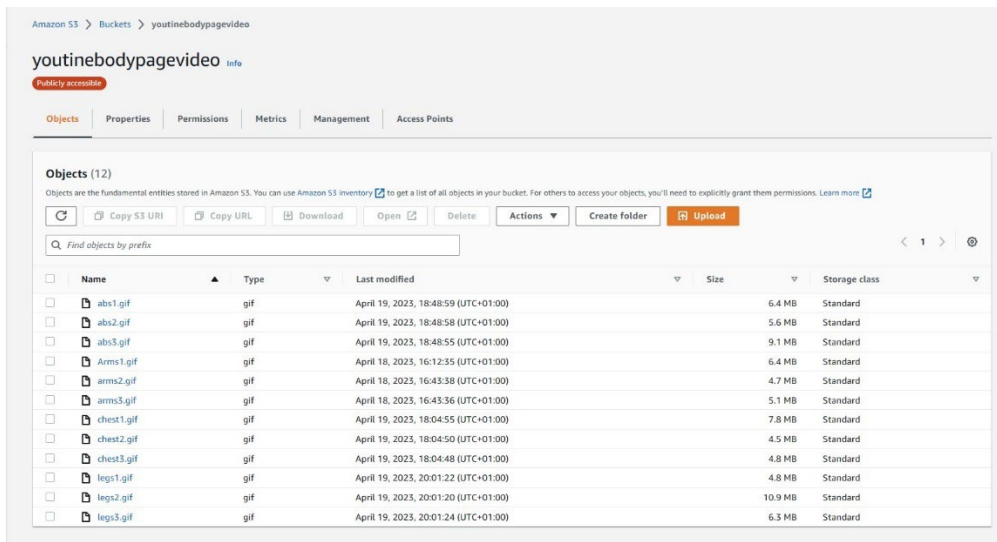 Amazon S3 > Buckets > youtinebodypagevideo
youtinebodypagevideo Info
Publicly accessible
Objects Properties Permissions Metrics Management Access Points
Objects (12)
Objects are the fundamental entities stored in Amazon S3. You can use Amazon S3 inventory to get a list of all objects in your bucket. For others to access your objects, you'll need to explicitly grant them permissions. Learn more
Copy S3 URI Copy URL Download Open Delete Actions Create folder Upload
Find objects by prefix < 1 >
Name Type Last modified Size Storage class
abs1.gif gif April 19, 2023, 18:48:59 (UTC+01:00) 6.4 MB Standard
abs2.gif gif April 19, 2023, 18:48:58 (UTC+01:00) 5.6 MB Standard
abs3.gif gif April 19, 2023, 18:48:55 (UTC+01:00) 9.1 MB Standard
Arms1.gif gif April 18, 2023, 16:12:35 (UTC+01:00) 6.4 MB Standard
arms2.gif gif April 18, 2023, 16:43:38 (UTC+01:00) 4.7 MB Standard
arms3.gif gif April 18, 2023, 16:43:36 (UTC+01:00) 5.1 MB Standard
chest1.gif gif April 19, 2023, 18:04:55 (UTC+01:00) 7.8 MB Standard
chest2.gif gif April 19, 2023, 18:04:50 (UTC+01:00) 4.5 MB Standard
chest3.gif gif April 19, 2023, 18:04:48 (UTC+01:00) 4.8 MB Standard
legs1.gif gif April 19, 2023, 20:01:22 (UTC+01:00) 4.8 MB Standard
legs2.gif gif April 19, 2023, 20:01:20 (UTC+01:00) 10.9 MB Standard
legs3.gif gif April 19, 2023, 20:01:24 (UTC+01:00) 6.3 MB Standard